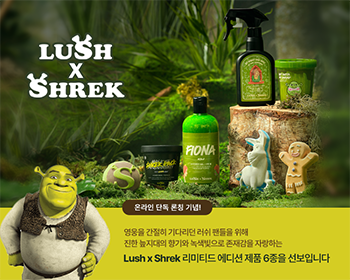 LUSH
X
SHREK
FIONA
온라인 단독 론칭 기념!
영웅을 간절히 기다리던 러쉬 팬들을 위해
진한 늪지대의 향기와 녹색빛으로 존재감을 자랑하는
Lush x Shrek 리미티드 에디션 제품 6종을 선보입니다